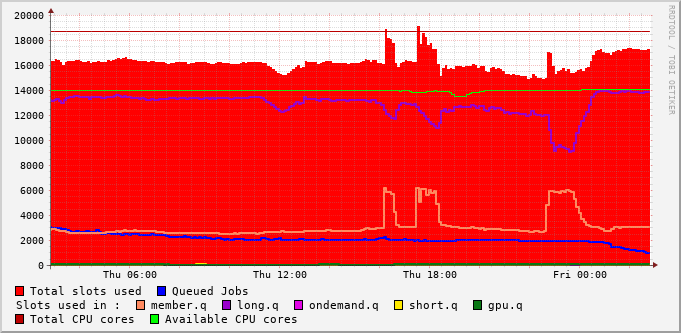 20000
18000
16000
14000
12000
10000
8000
6000
4000
2000
0
Thu 06:00 Thu 12:00 Thu 18:00 Fri 00:00
RRDTOOL / TOBI OETIKER
Total slots used Queued Jobs
Slots used in : member.q long.q ondemand.q short.q gpu.q
Total CPU cores Available CPU cores